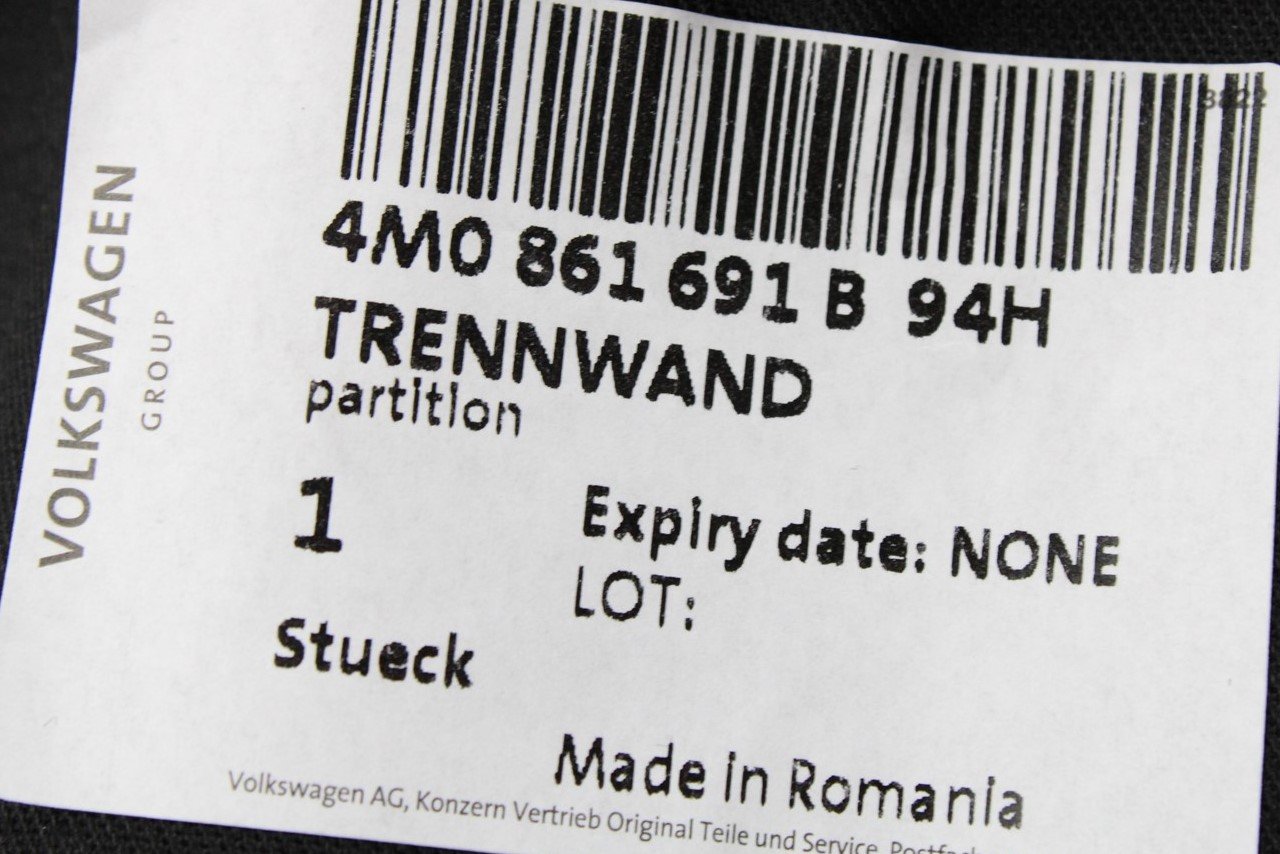 3822
4M0 861 691 B 94H
TRENNWAND
partition
1
Expiry date: NONE
LOT:
Stueck
Made in Romania
Volkswagen AG, Konzern Vertrieb Original Teile und Service,
VOLKSWAGEN
GROUP